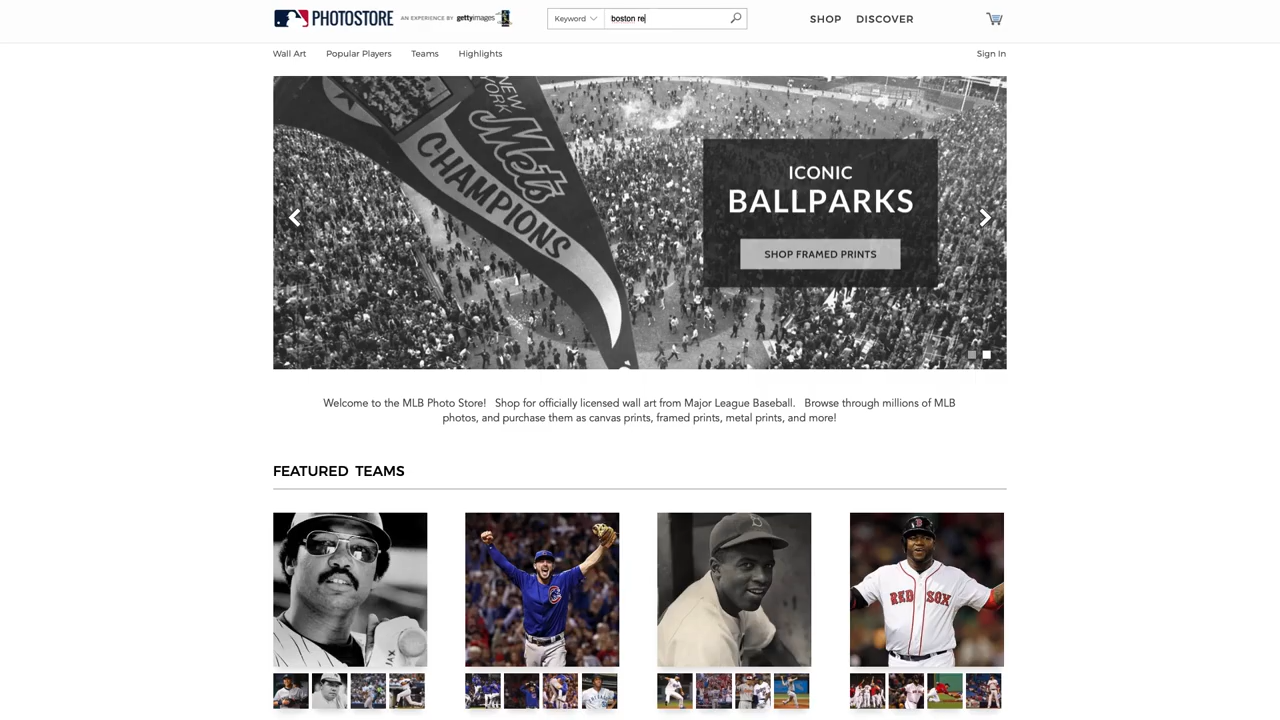 PHOTOSTORE AN EXPERIENCE BY gettyimages
Keyword boston re
SHOP DISCOVER
Wall Art Popular Players Teams Highlights Sign In
NEW YORK
Mets
CHAMPIONS
ICONIC
BALLPARKS
SHOP FRAMED PRINTS
Welcome to the MLB Photo Store! Shop for officially licensed wall art from Major League Baseball. Browse through millions of MLB
photos, and purchase them as canvas prints, framed prints, metal prints, and more!
FEATURED TEAMS
B
RED SOX